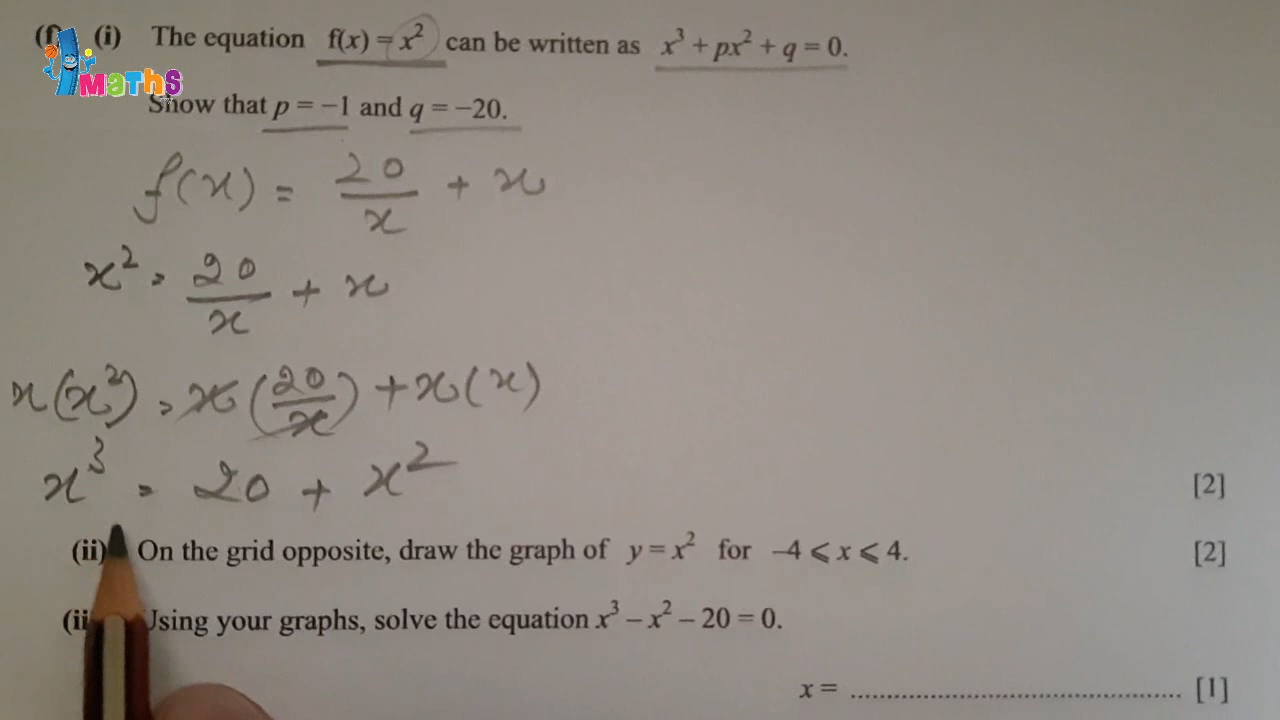 (f) (i) The equation f(x) = x² can be written as x³ + px² + q = 0.
Maths
Show that p = −1 and q = −20.
f(x) = 20/x + x
x² = 20/x + x
x(x²) = x(20/x) + x(x)
x³ = 20 + x²
[2]
(ii) On the grid opposite, draw the graph of y = x² for −4 ⩽ x ⩽ 4. [2]
(ii Using your graphs, solve the equation x³ − x² − 20 = 0.
x = ............................................... [1]